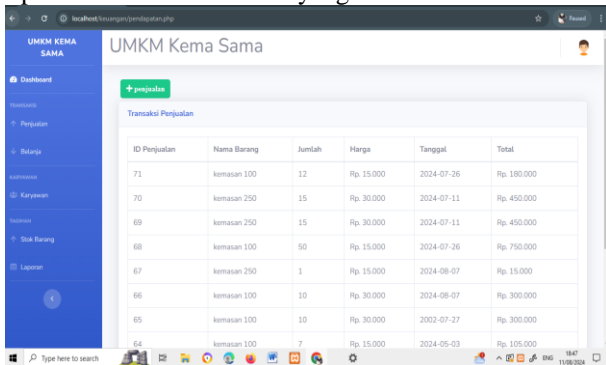 localhost/keuangan/pendapatan.php
Paused
UMKM KEMA
SAMA
UMKM Kema Sama
Dashboard
TRANSAKSI
Penjualan
Belanja
KARYAWAN
Karyawan
Stok Barang
Laporan
+ penjualan
Transaksi Penjualan
ID Penjualan Nama Barang Jumlah Harga Tanggal Total
71 kemasan 100 12 Rp. 15.000 2024-07-26 Rp. 180.000
70 kemasan 250 15 Rp. 30.000 2024-07-11 Rp. 450.000
69 kemasan 250 15 Rp. 30.000 2024-07-11 Rp. 450.000
68 kemasan 100 50 Rp. 15.000 2024-07-26 Rp. 750.000
67 kemasan 250 1 Rp. 15.000 2024-08-07 Rp. 15.000
66 kemasan 100 10 Rp. 30.000 2024-08-07 Rp. 300.000
65 kemasan 100 10 Rp. 30.000 2002-07-27 Rp. 300.000
64 kemasan 100 7 Rp. 15.000 2024-05-03 Rp. 105.000
Type here to search
ENG
18:47
11/08/2024